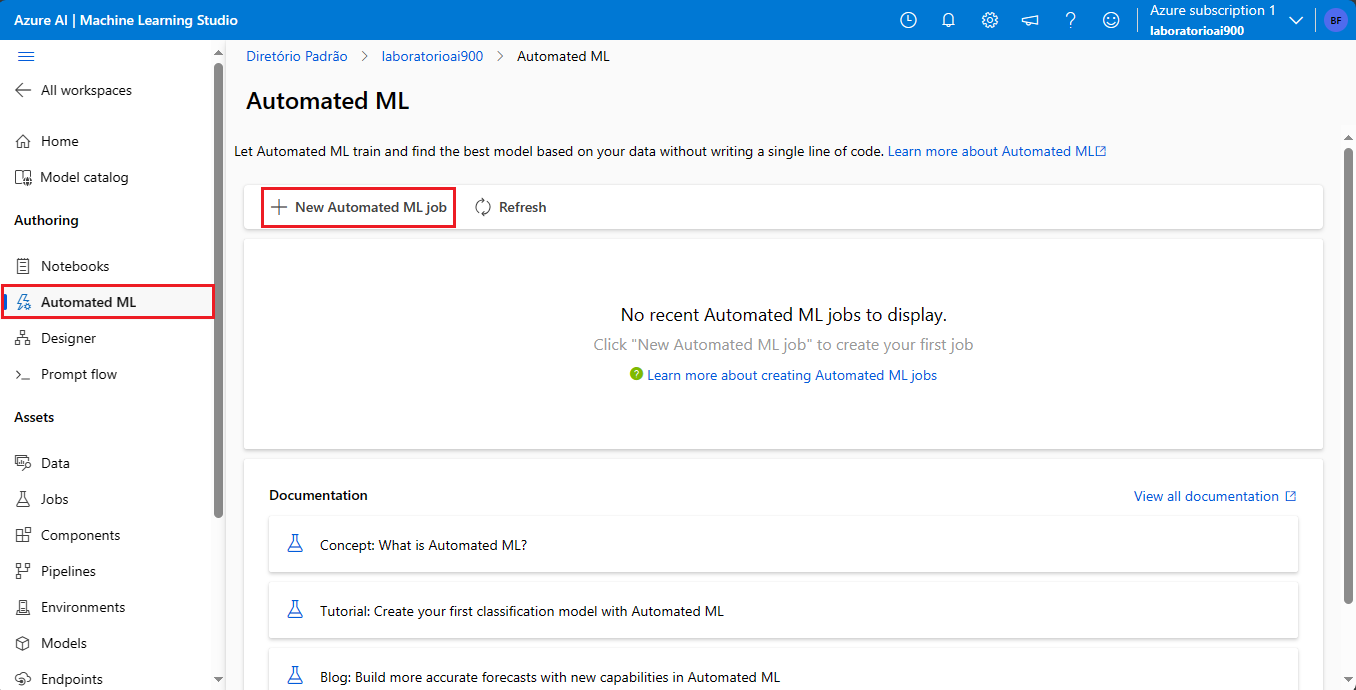 Azure AI | Machine Learning Studio
Azure subscription 1
laboratorioai900
BF
All workspaces
Home
Model catalog
Authoring
Notebooks
Automated ML
Designer
Prompt flow
Assets
Data
Jobs
Components
Pipelines
Environments
Models
Endpoints
Diretório Padrão > laboratorioai900 > Automated ML
Automated ML
Let Automated ML train and find the best model based on your data without writing a single line of code. Learn more about Automated ML
New Automated ML job Refresh
No recent Automated ML jobs to display.
Click "New Automated ML job" to create your first job
Learn more about creating Automated ML jobs
Documentation View all documentation
Concept: What is Automated ML?
Tutorial: Create your first classification model with Automated ML
Blog: Build more accurate forecasts with new capabilities in Automated ML